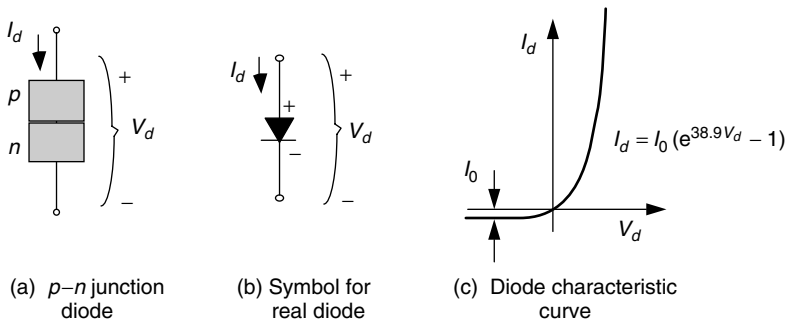 I_d
+
p
n
V_d
−
(a) p–n junction
diode
I_d
+
+
V_d
−
−
(b) Symbol for
real diode
I_d
I_d = I_0 (e^{38.9V_d} − 1)
I_0
V_d
(c) Diode characteristic
curve